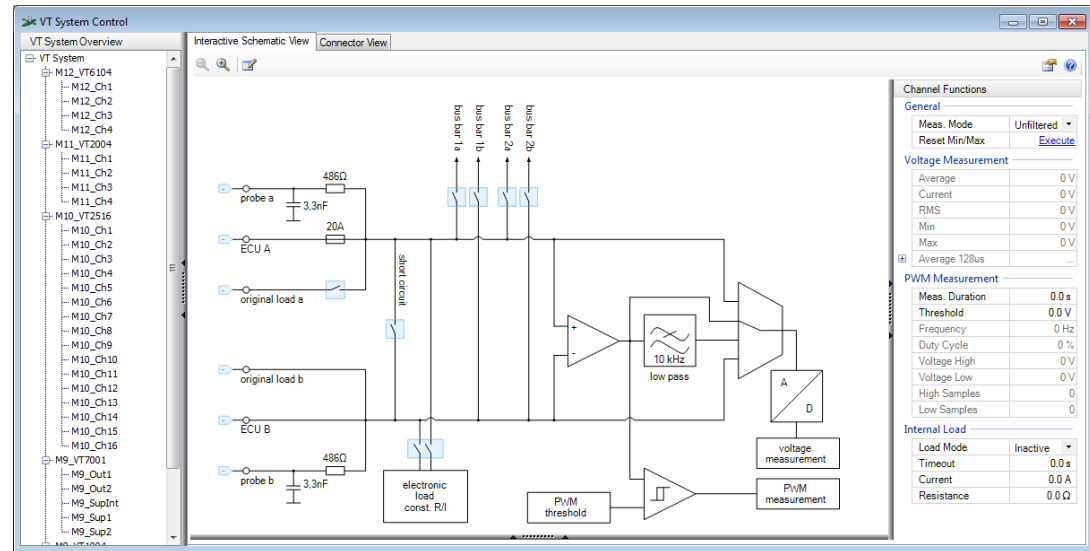 VT System Control
VT System Overview
VT System
M12_VT6104
M12_Ch1
M12_Ch2
M12_Ch3
M12_Ch4
M11_VT2004
M11_Ch1
M11_Ch2
M11_Ch3
M11_Ch4
M10_VT2516
M10_Ch1
M10_Ch2
M10_Ch3
M10_Ch4
M10_Ch5
M10_Ch6
M10_Ch7
M10_Ch8
M10_Ch9
M10_Ch10
M10_Ch11
M10_Ch12
M10_Ch13
M10_Ch14
M10_Ch15
M10_Ch16
M9_VT7001
M9_Out1
M9_Out2
M9_SupInt
M9_Sup1
M9_Sup2
Interactive Schematic View
Connector View
bus bar 1a
bus bar 1b
bus bar 2a
bus bar 2b
486Ω
probe a
3,3nF
20A
ECU A
original load a
short circuit
+
-
10 kHz
low pass
A
D
original load b
ECU B
486Ω
probe b
3,3nF
electronic
load
const. R/I
voltage
measurement
PWM
threshold
PWM
measurement
Channel Functions
General
Meas. Mode Unfiltered
Reset Min/Max Execute
Voltage Measurement
Average 0 V
Current 0 V
RMS 0 V
Min 0 V
Max 0 V
Average 128us ...
PWM Measurement
Meas. Duration 0.0 s
Threshold 0.0 V
Frequency 0 Hz
Duty Cycle 0 %
Voltage High 0 V
Voltage Low 0 V
High Samples 0
Low Samples 0
Internal Load
Load Mode Inactive
Timeout 0.0 s
Current 0.0 A
Resistance 0.0 Ω